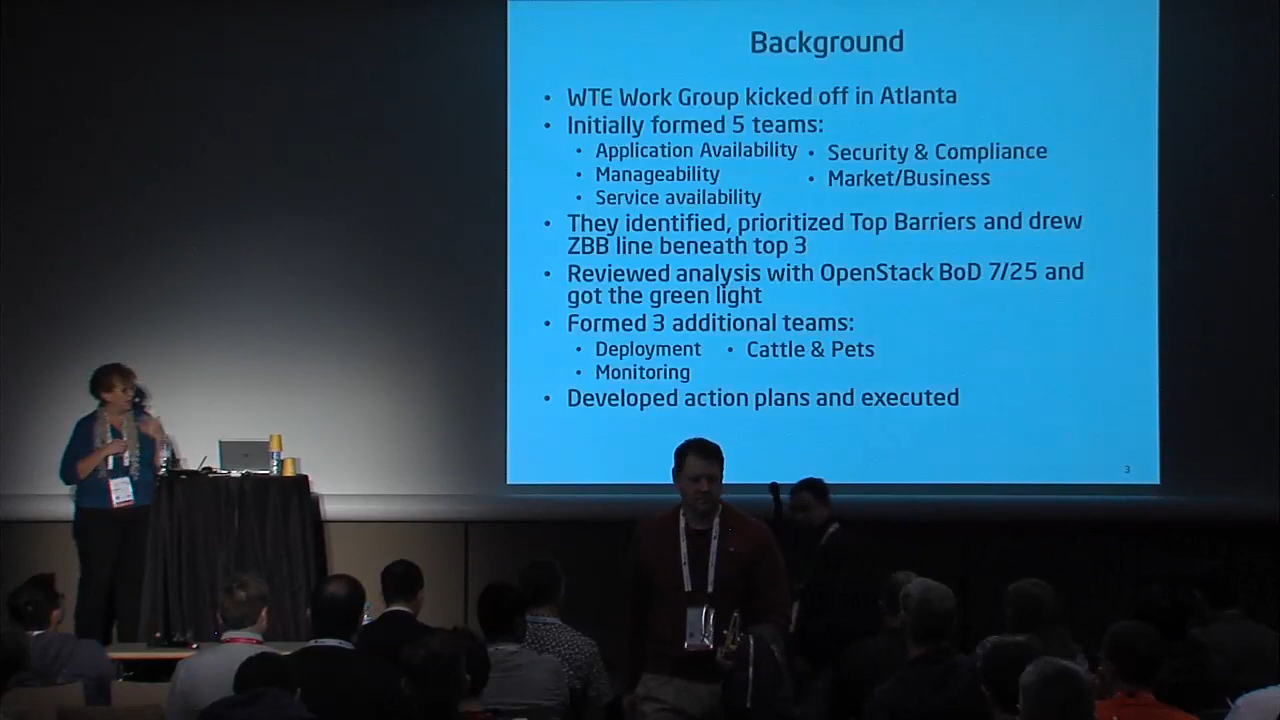 Background
• WTE Work Group kicked off in Atlanta
• Initially formed 5 teams:
• Application Availability
• Manageability
• Service availability
• Security & Compliance
• Market/Business
• They identified, prioritized Top Barriers and drew
ZBB line beneath top 3
• Reviewed analysis with OpenStack BoD 7/25 and
got the green light
• Formed 3 additional teams:
• Deployment
• Monitoring
• Cattle & Pets
• Developed action plans and executed
3